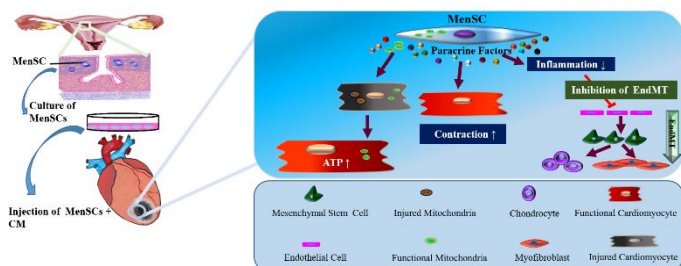 MenSC
Culture of
MenSCs
Injection of MenSCs +
CM
MenSC
Paracrine Factors
Inflammation ↓
Inhibition of EndMT
EndMT
Contraction ↑
ATP ↑
Mesenchymal Stem Cell
Injured Mitochondria
Chondrocyte
Functional Cardiomyocyte
Endothelial Cell
Functional Mitochondria
Myofibroblast
Injured Cardiomyocyte